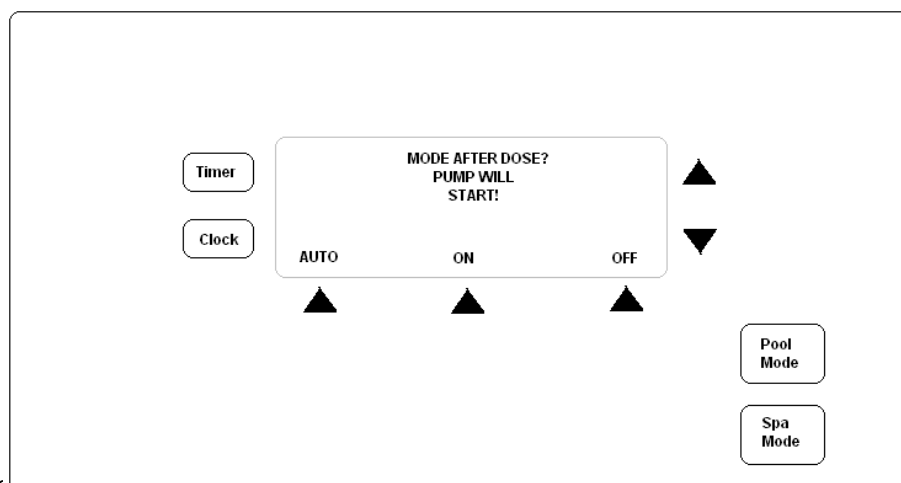 MODE AFTER DOSE?
PUMP WILL
START!
Timer
Clock
AUTO ON OFF
Pool
Mode
Spa
Mode